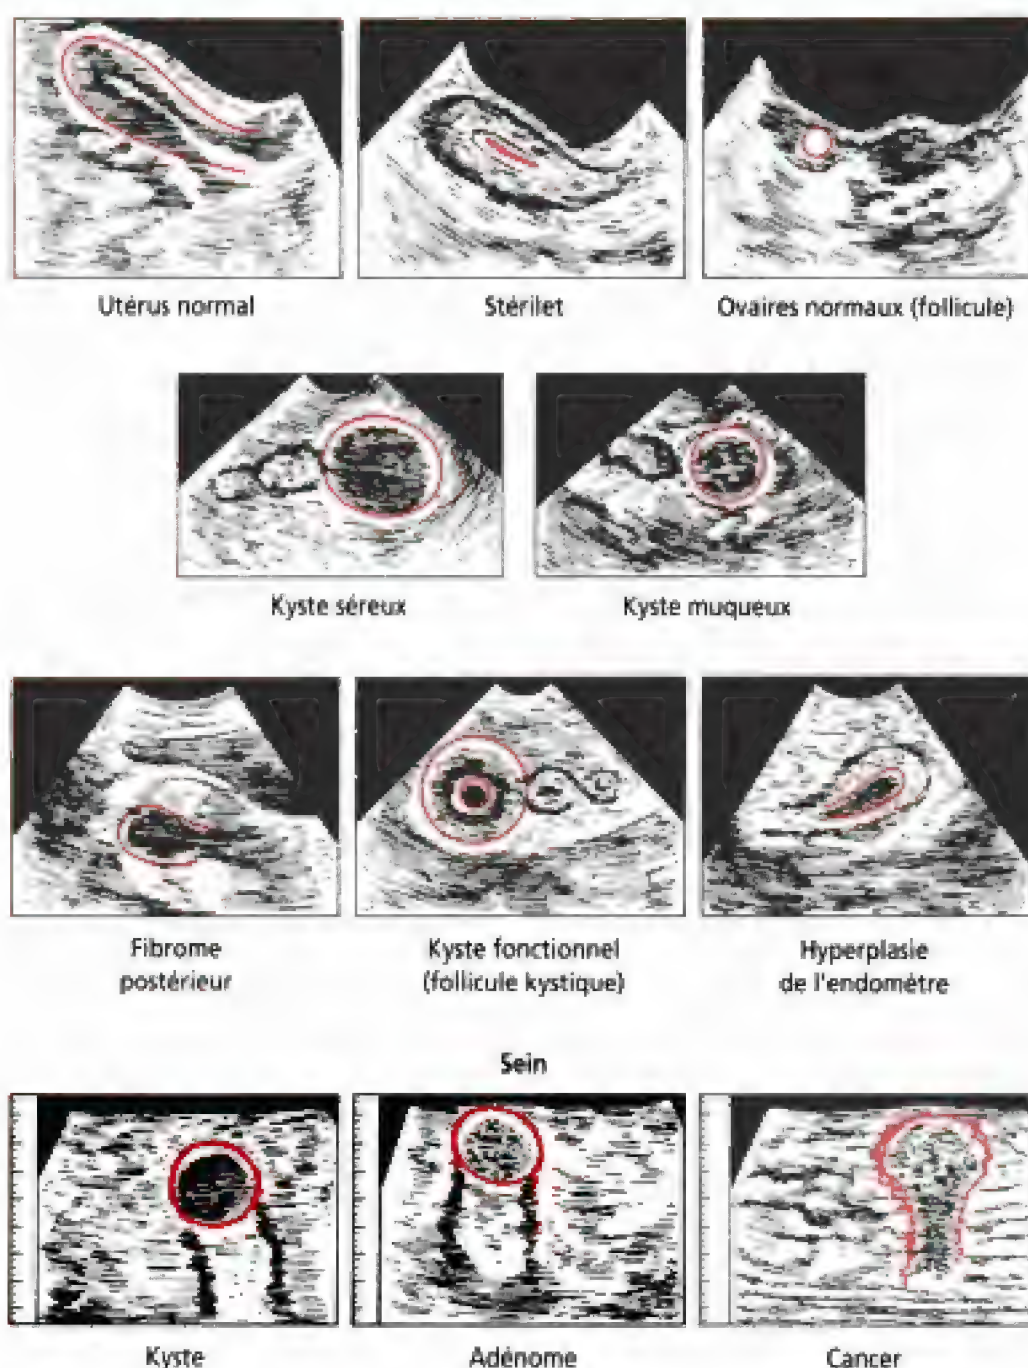 Utérus normal
Stérilet
Ovaires normaux (follicule)
Kyste séreux
Kyste muqueux
Fibrome
postérieur
Kyste fonctionnel
(follicule kystique)
Hyperplasie
de l'endomètre
Sein
Kyste
Adénome
Cancer